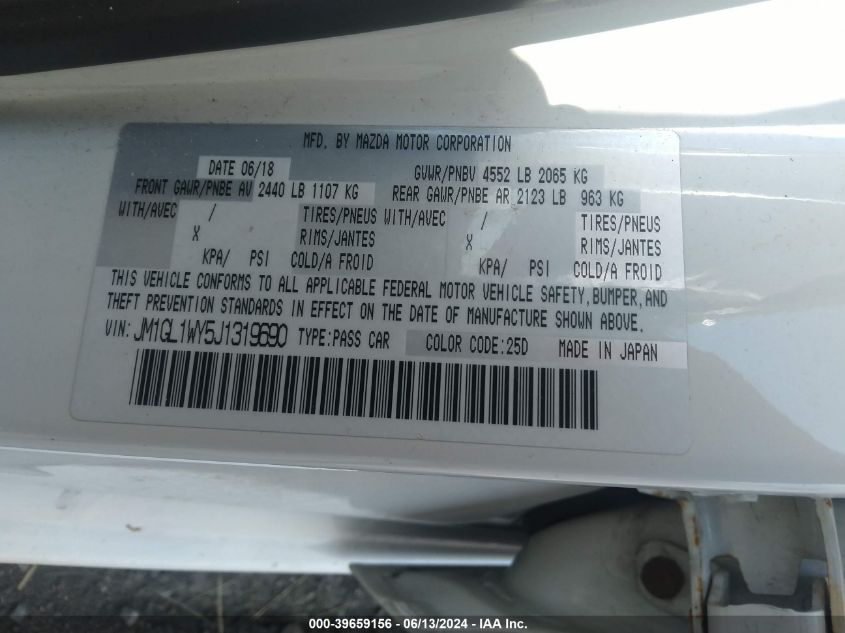 MFD. BY MAZDA MOTOR CORPORATION
DATE 06/18 GVWR/PNBV 4552 LB 2065 KG
FRONT GAWR/PNBE AV 2440 LB 1107 KG REAR GAWR/PNBE AR 2123 LB 963 KG
WITH/AVEC / TIRES/PNEUS WITH/AVEC / TIRES/PNEUS
X RIMS/JANTES X RIMS/JANTES
KPA/ PSI COLD/A FROID KPA/ PSI COLD/A FROID
THIS VEHICLE CONFORMS TO ALL APPLICABLE FEDERAL MOTOR VEHICLE SAFETY, BUMPER, AND
THEFT PREVENTION STANDARDS IN EFFECT ON THE DATE OF MANUFACTURE SHOWN ABOVE.
VIN: JM1GL1WY5J1319690 TYPE:PASS CAR COLOR CODE:25D MADE IN JAPAN
000-39659156 - 06/13/2024 - IAA Inc.